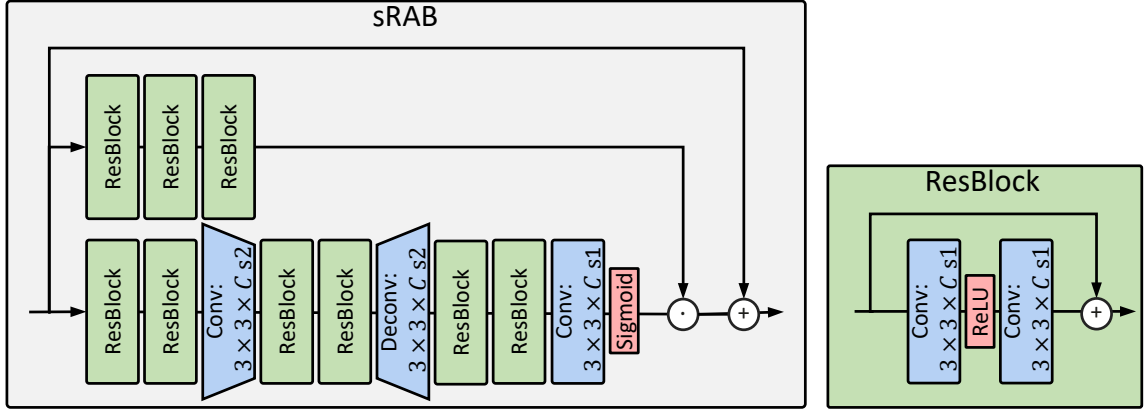 sRAB
ResBlock
ResBlock
ResBlock
ResBlock
ResBlock
Conv:
3 × 3 × C s2
ResBlock
ResBlock
Deconv:
3 × 3 × C s2
ResBlock
ResBlock
Conv:
3 × 3 × C s1
Sigmoid
·
+
ResBlock
Conv:
3 × 3 × C s1
ReLU
Conv:
3 × 3 × C s1
+